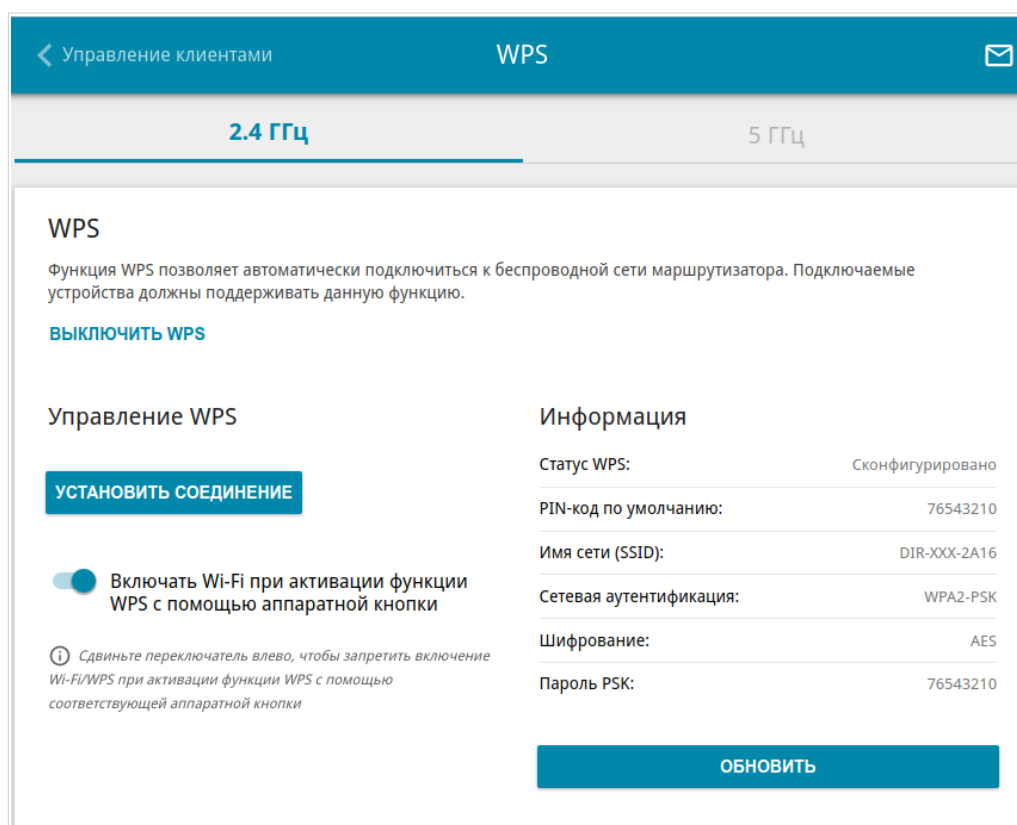 Управление клиентами
WPS
2.4 ГГц
5 ГГц
WPS
Функция WPS позволяет автоматически подключиться к беспроводной сети маршрутизатора. Подключаемые
устройства должны поддерживать данную функцию.
ВЫКЛЮЧИТЬ WPS
Управление WPS
УСТАНОВИТЬ СОЕДИНЕНИЕ
Включать Wi-Fi при активации функции
WPS с помощью аппаратной кнопки
Сдвиньте переключатель влево, чтобы запретить включение
Wi-Fi/WPS при активации функции WPS с помощью
соответствующей аппаратной кнопки
Информация
Статус WPS: Сконфигурировано
PIN-код по умолчанию: 76543210
Имя сети (SSID): DIR-XXX-2A16
Сетевая аутентификация: WPA2-PSK
Шифрование: AES
Пароль PSK: 76543210
ОБНОВИТЬ